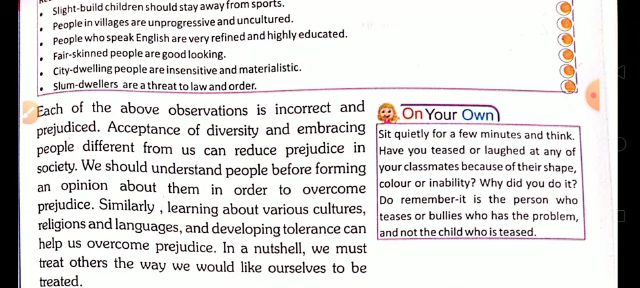 • Slight-build children should stay away from sports.
• People in villages are unprogressive and uncultured.
• People who speak English are very refined and highly educated.
• Fair-skinned people are good looking.
• City-dwelling people are insensitive and materialistic.
• Slum-dwellers are a threat to law and order.
Each of the above observations is incorrect and
prejudiced. Acceptance of diversity and embracing
people different from us can reduce prejudice in
society. We should understand people before forming
an opinion about them in order to overcome
prejudice. Similarly , learning about various cultures,
religions and languages, and developing tolerance can
help us overcome prejudice. In a nutshell, we must
treat others the way we would like ourselves to be
treated.
On Your Own
Sit quietly for a few minutes and think.
Have you teased or laughed at any of
your classmates because of their shape,
colour or inability? Why did you do it?
Do remember-it is the person who
teases or bullies who has the problem,
and not the child who is teased.